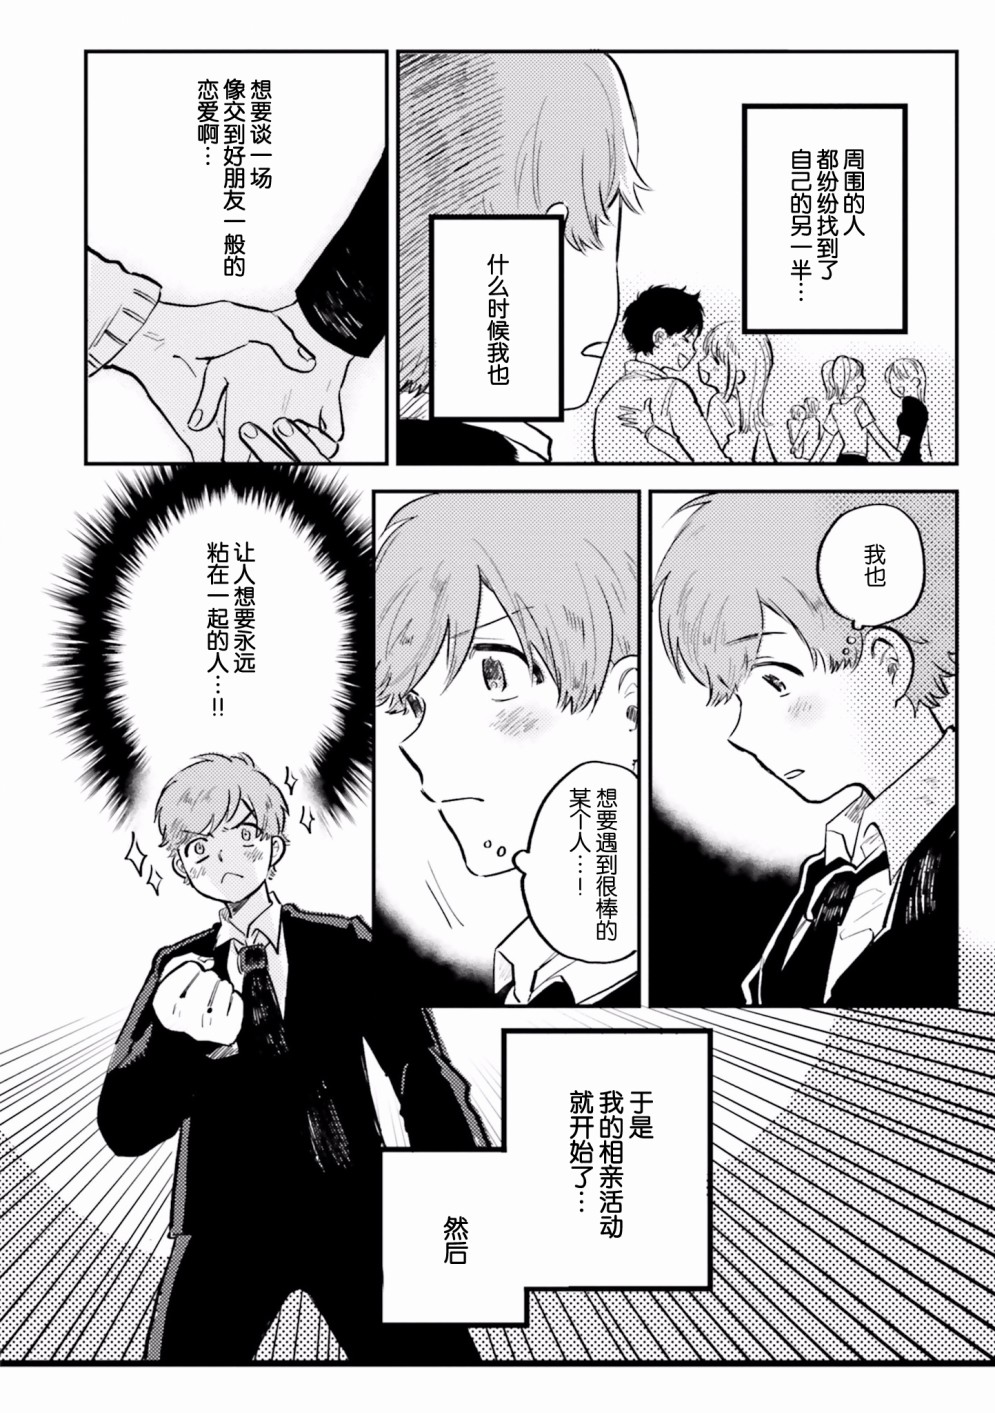 周围的人
都纷纷找到了
自己的另一半…
什么时候我也
想要谈一场
像交到好朋友一般的
恋爱啊…
我也
想要遇到很棒的
某个人…！
让人想要永远
粘在一起的人…!!
于是
我的相亲活动
就开始了…
然后